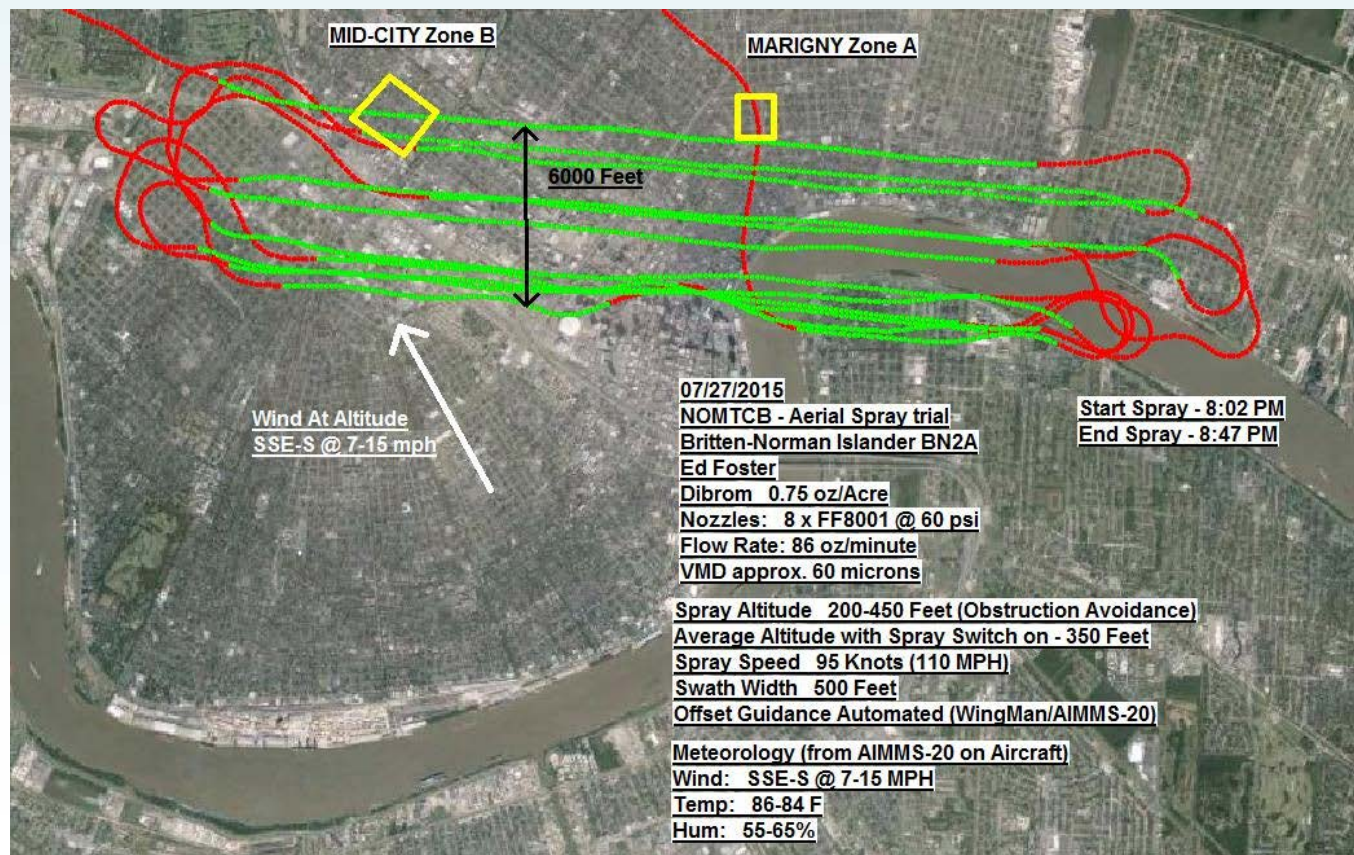 MID-CITY Zone B
MARIGNY Zone A
6000 Feet
Wind At Altitude
SSE-S @ 7-15 mph
07/27/2015
NOMTCB - Aerial Spray trial
Britten-Norman Islander BN2A
Ed Foster
Dibrom 0.75 oz/Acre
Nozzles: 8 x FF8001 @ 60 psi
Flow Rate: 86 oz/minute
VMD approx. 60 microns
Start Spray - 8:02 PM
End Spray - 8:47 PM
Spray Altitude 200-450 Feet (Obstruction Avoidance)
Average Altitude with Spray Switch on - 350 Feet
Spray Speed 95 Knots (110 MPH)
Swath Width 500 Feet
Offset Guidance Automated (WingMan/AIMMS-20)
Meteorology (from AIMMS-20 on Aircraft)
Wind: SSE-S @ 7-15 MPH
Temp: 86-84 F
Hum: 55-65%